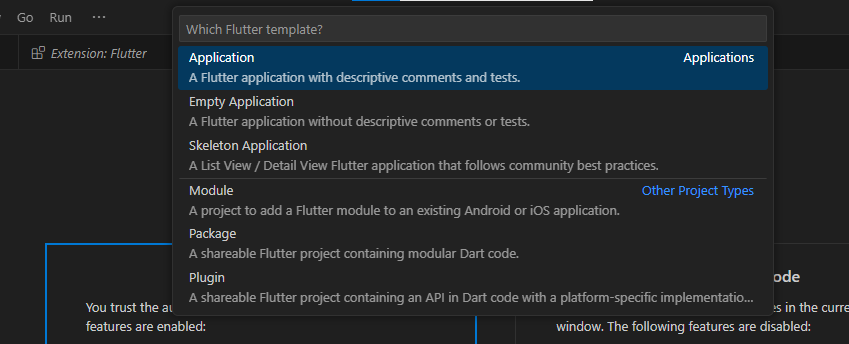 Go Run ···
Which Flutter template?
Extension: Flutter
Application Applications
A Flutter application with descriptive comments and tests.
Empty Application
A Flutter application without descriptive comments or tests.
Skeleton Application
A List View / Detail View Flutter application that follows community best practices.
Module Other Project Types
A project to add a Flutter module to an existing Android or iOS application.
Package
A shareable Flutter project containing modular Dart code.
Plugin
A shareable Flutter project containing an API in Dart code with a platform-specific implementatio...
You trust the au
features are enabled:
ode
es in the curre
window. The following features are disabled: